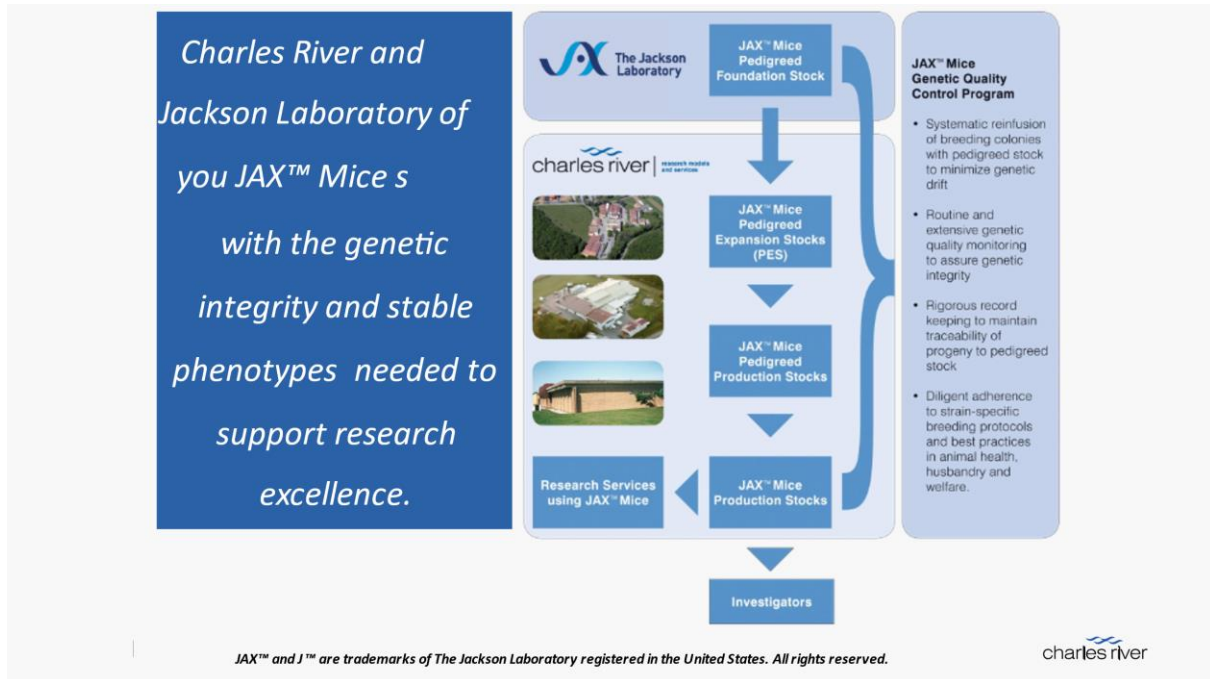 Charles River and
Jackson Laboratory of
you JAX™ Mice s
with the genetic
integrity and stable
phenotypes needed to
support research
excellence.
JAX
The Jackson
Laboratory
JAX™ Mice
Pedigreed
Foundation Stock
charles river
research models
and services
JAX™ Mice
Pedigreed
Expansion Stocks
(PES)
JAX™ Mice
Pedigreed
Production Stocks
Research Services
using JAX™ Mice
JAX™ Mice
Production Stocks
Investigators
JAX™ Mice
Genetic Quality
Control Program
• Systematic reinfusion
of breeding colonies
with pedigreed stock
to minimize genetic
drift
• Routine and
extensive genetic
quality monitoring
to assure genetic
integrity
• Rigorous record
keeping to maintain
traceability of
progeny to pedigreed
stock
• Diligent adherence
to strain-specific
breeding protocols
and best practices
in animal health,
husbandry and
welfare.
JAX™ and J ™ are trademarks of The Jackson Laboratory registered in the United States. All rights reserved.
charles river